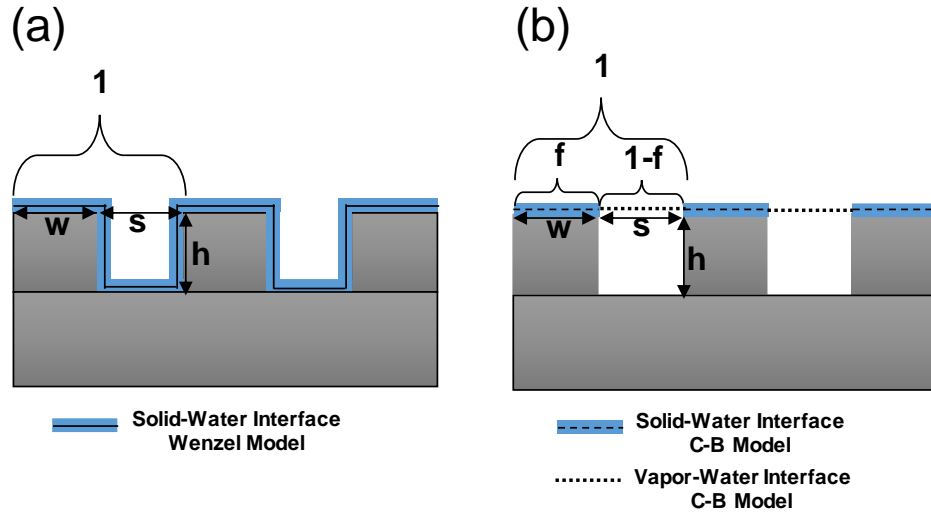 (a)
1
w
s
h
Solid-Water Interface
Wenzel Model
(b)
1
f
1-f
w
s
h
Solid-Water Interface
C-B Model
Vapor-Water Interface
C-B Model